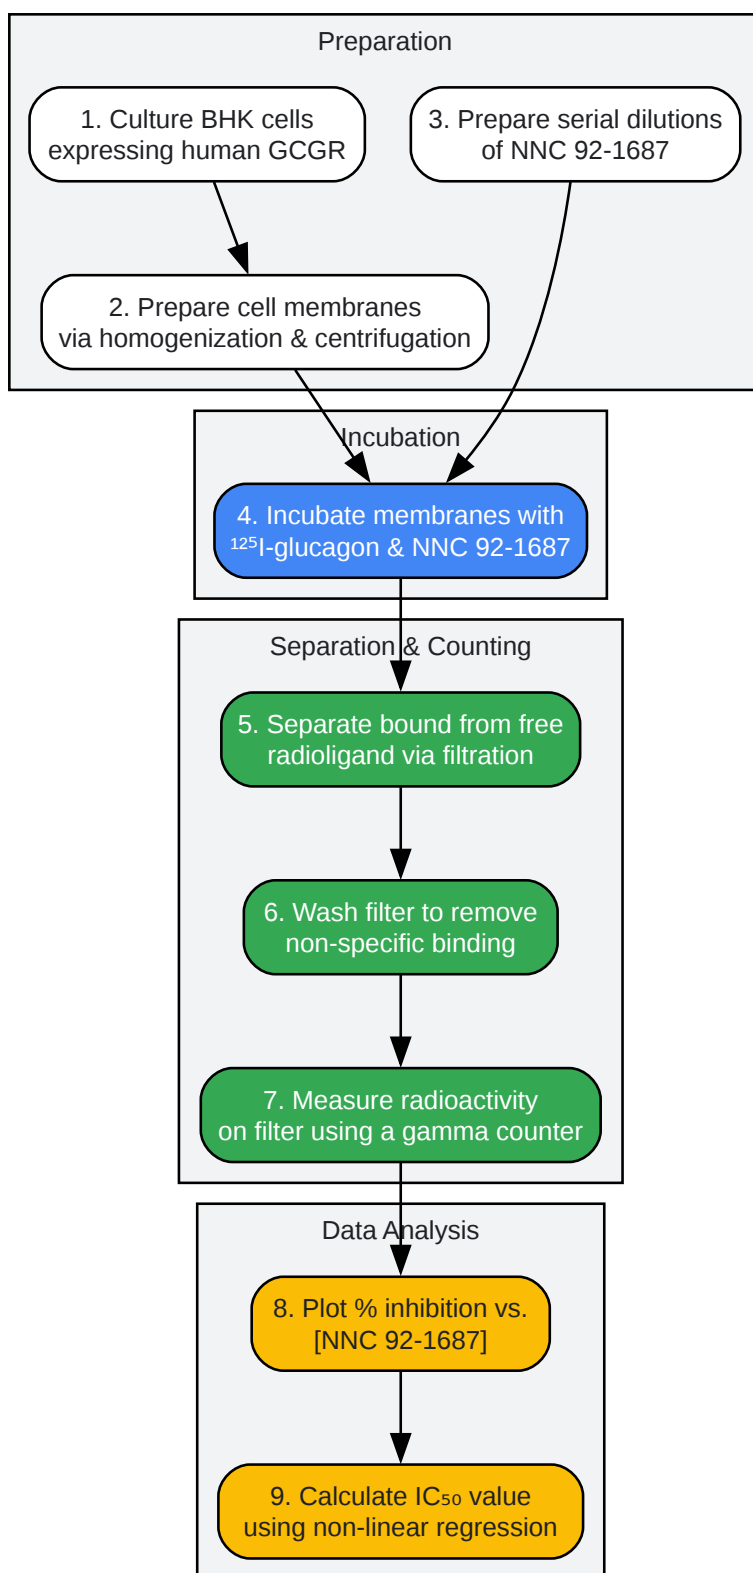 Preparation
1. Culture BHK cells
expressing human GCGR
3. Prepare serial dilutions
of NNC 92-1687
2. Prepare cell membranes
via homogenization & centrifugation
Incubation
4. Incubate membranes with
¹²⁵I-glucagon & NNC 92-1687
Separation & Counting
5. Separate bound from free
radioligand via filtration
6. Wash filter to remove
non-specific binding
7. Measure radioactivity
on filter using a gamma counter
Data Analysis
8. Plot % inhibition vs.
[NNC 92-1687]
9. Calculate IC₅₀ value
using non-linear regression